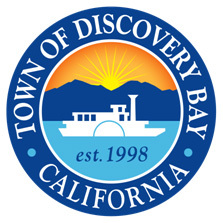 TOWN OF DISCOVERY BAY
est. 1998
CALIFORNIA